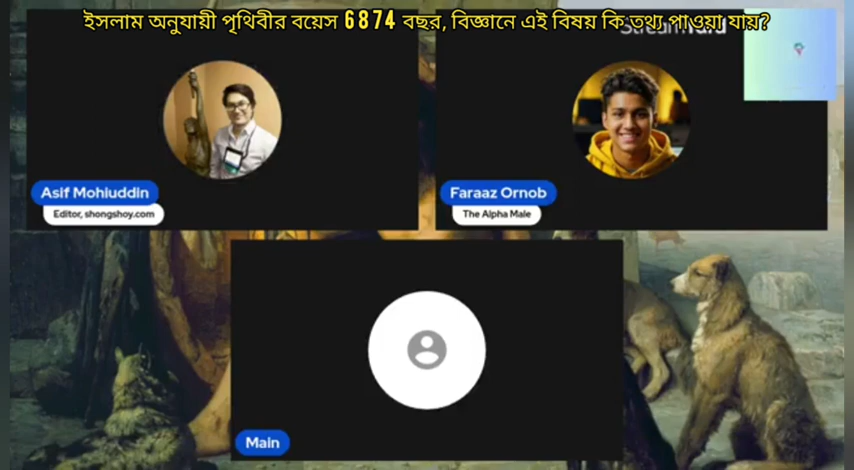 ইসলাম অনুযায়ী পৃথিবীর বয়েস 6874 বছর, বিজ্ঞানে এই বিষয় কি তথ্য পাওয়া যায়?
Asif Mohiuddin
Editor, shongshoy.com
Faraaz Ornob
The Alpha Male
Main